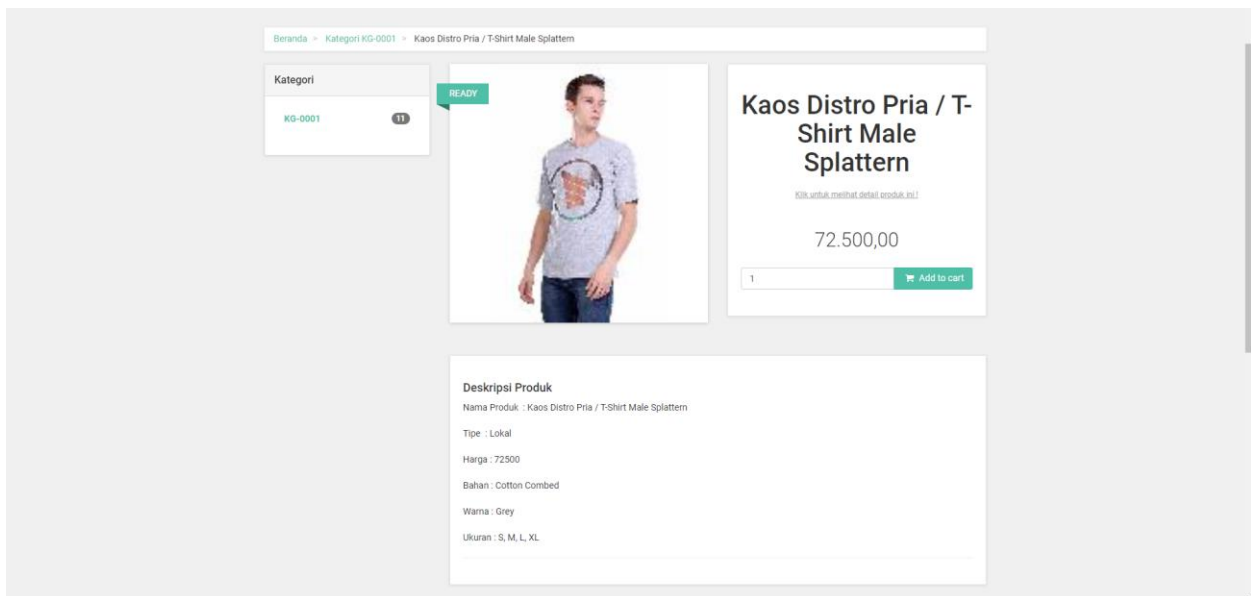 Beranda > Kategori KG-0001 > Kaos Distro Pria / T-Shirt Male Splattern
Kategori
KG-0001 11
READY
Kaos Distro Pria / T-
Shirt Male
Splattern
Klik untuk melihat detail produk ini !
72.500,00
1 Add to cart
Deskripsi Produk
Nama Produk : Kaos Distro Pria / T-Shirt Male Splattern
Tipe : Lokal
Harga : 72500
Bahan : Cotton Combed
Warna : Grey
Ukuran : S, M, L, XL